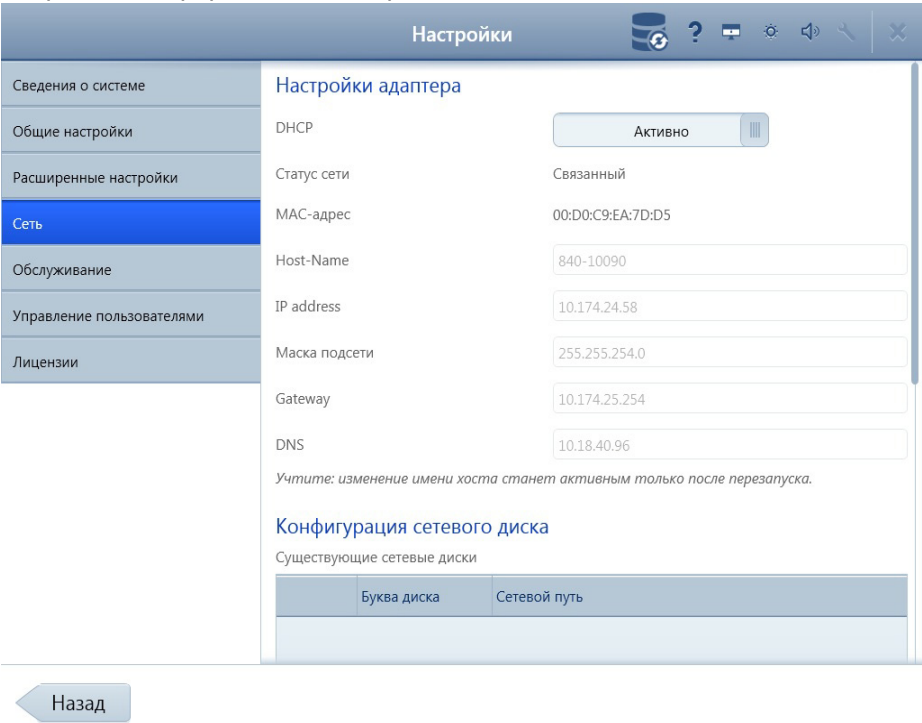 Настройки
Сведения о системе
Общие настройки
Расширенные настройки
Сеть
Обслуживание
Управление пользователями
Лицензии
Настройки адаптера
DHCP
Активно
Статус сети
Связанный
MAC-адрес
00:D0:C9:EA:7D:D5
Host-Name
840-10090
IP address
10.174.24.58
Маска подсети
255.255.254.0
Gateway
10.174.25.254
DNS
10.18.40.96
Учтите: изменение имени хоста станет активным только после перезапуска.
Конфигурация сетевого диска
Существующие сетевые диски
Буква диска
Сетевой путь
Назад